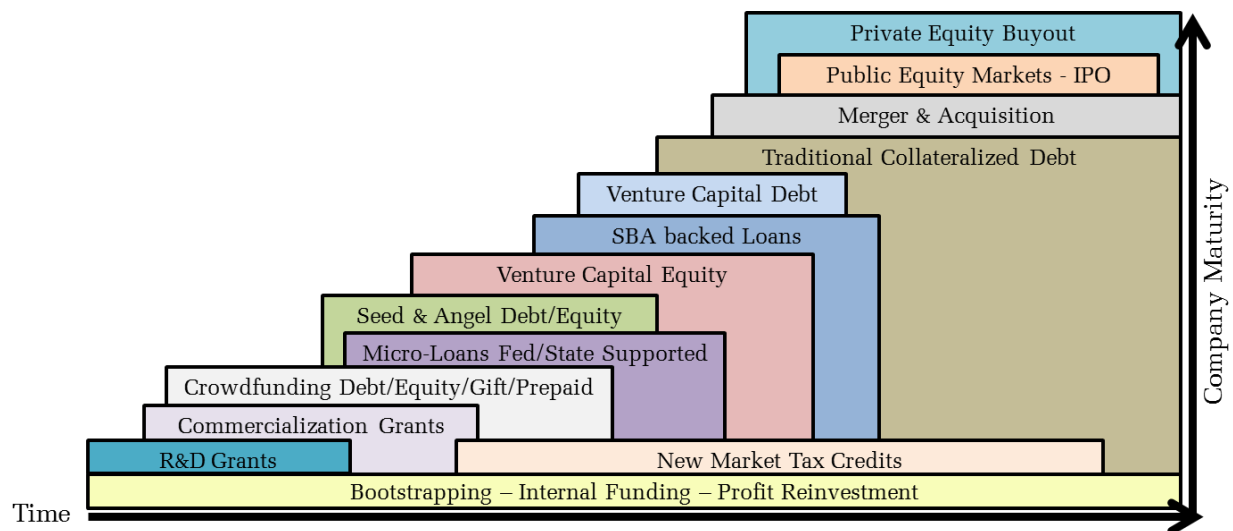 Private Equity Buyout
Public Equity Markets - IPO
Merger & Acquisition
Traditional Collateralized Debt
Venture Capital Debt
SBA backed Loans
Venture Capital Equity
Seed & Angel Debt/Equity
Micro-Loans Fed/State Supported
Crowdfunding Debt/Equity/Gift/Prepaid
Commercialization Grants
R&D Grants
New Market Tax Credits
Bootstrapping – Internal Funding – Profit Reinvestment
Time
Company Maturity